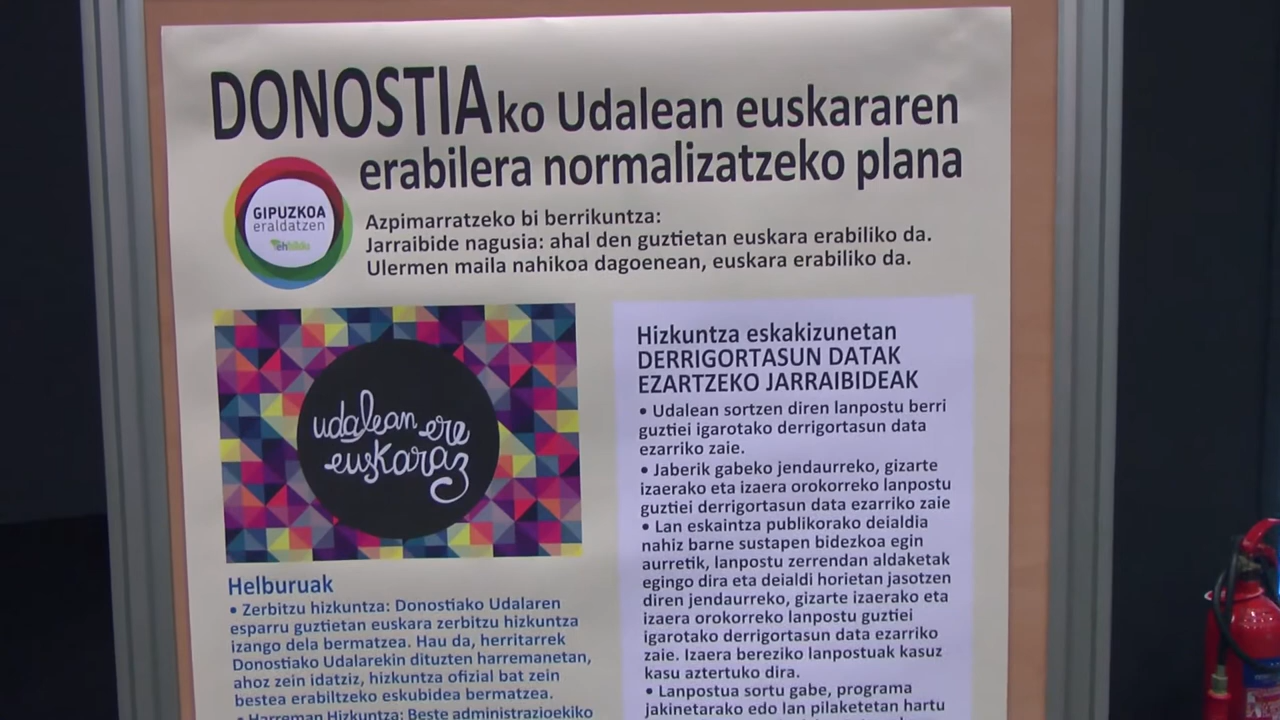 DONOSTIAko Udalean euskararen
erabilera normalizatzeko plana
GIPUZKOA
eraldatzen
ehbildu
Azpimarratzeko bi berrikuntza:
Jarraibide nagusia: ahal den guztietan euskara erabiliko da.
Ulermen maila nahikoa dagoenean, euskara erabiliko da.
udalean ere
euskaraz
Helburuak
• Zerbitzu hizkuntza: Donostiako Udalaren
esparru guztietan euskara zerbitzu hizkuntza
izango dela bermatzea. Hau da, herritarrek
Donostiako Udalarekin dituzten harremanetan,
ahoz zein idatziz, hizkuntza ofizial bat zein
bestea erabiltzeko eskubidea bermatzea.
• Harreman Hizkuntza: Beste administrazioekiko
Hizkuntza eskakizunetan
DERRIGORTASUN DATAK
EZARTZEKO JARRAIBIDEAK
• Udalean sortzen diren lanpostu berri
guztiei igarotako derrigortasun data
ezarriko zaie.
• Jaberik gabeko jendaurreko, gizarte
izaerako eta izaera orokorreko lanpostu
guztiei derrigortasun data ezarriko zaie
• Lan eskaintza publikorako deialdia
nahiz barne sustapen bidezkoa egin
aurretik, lanpostu zerrendan aldaketak
egingo dira eta deialdi horietan jasotzen
diren jendaurreko, gizarte izaerako eta
izaera orokorreko lanpostu guztiei
igarotako derrigortasun data ezarriko
zaie. Izaera bereziko lanpostuak kasuz
kasu aztertuko dira.
• Lanpostua sortu gabe, programa
jakinetarako edo lan pilaketetan hartu